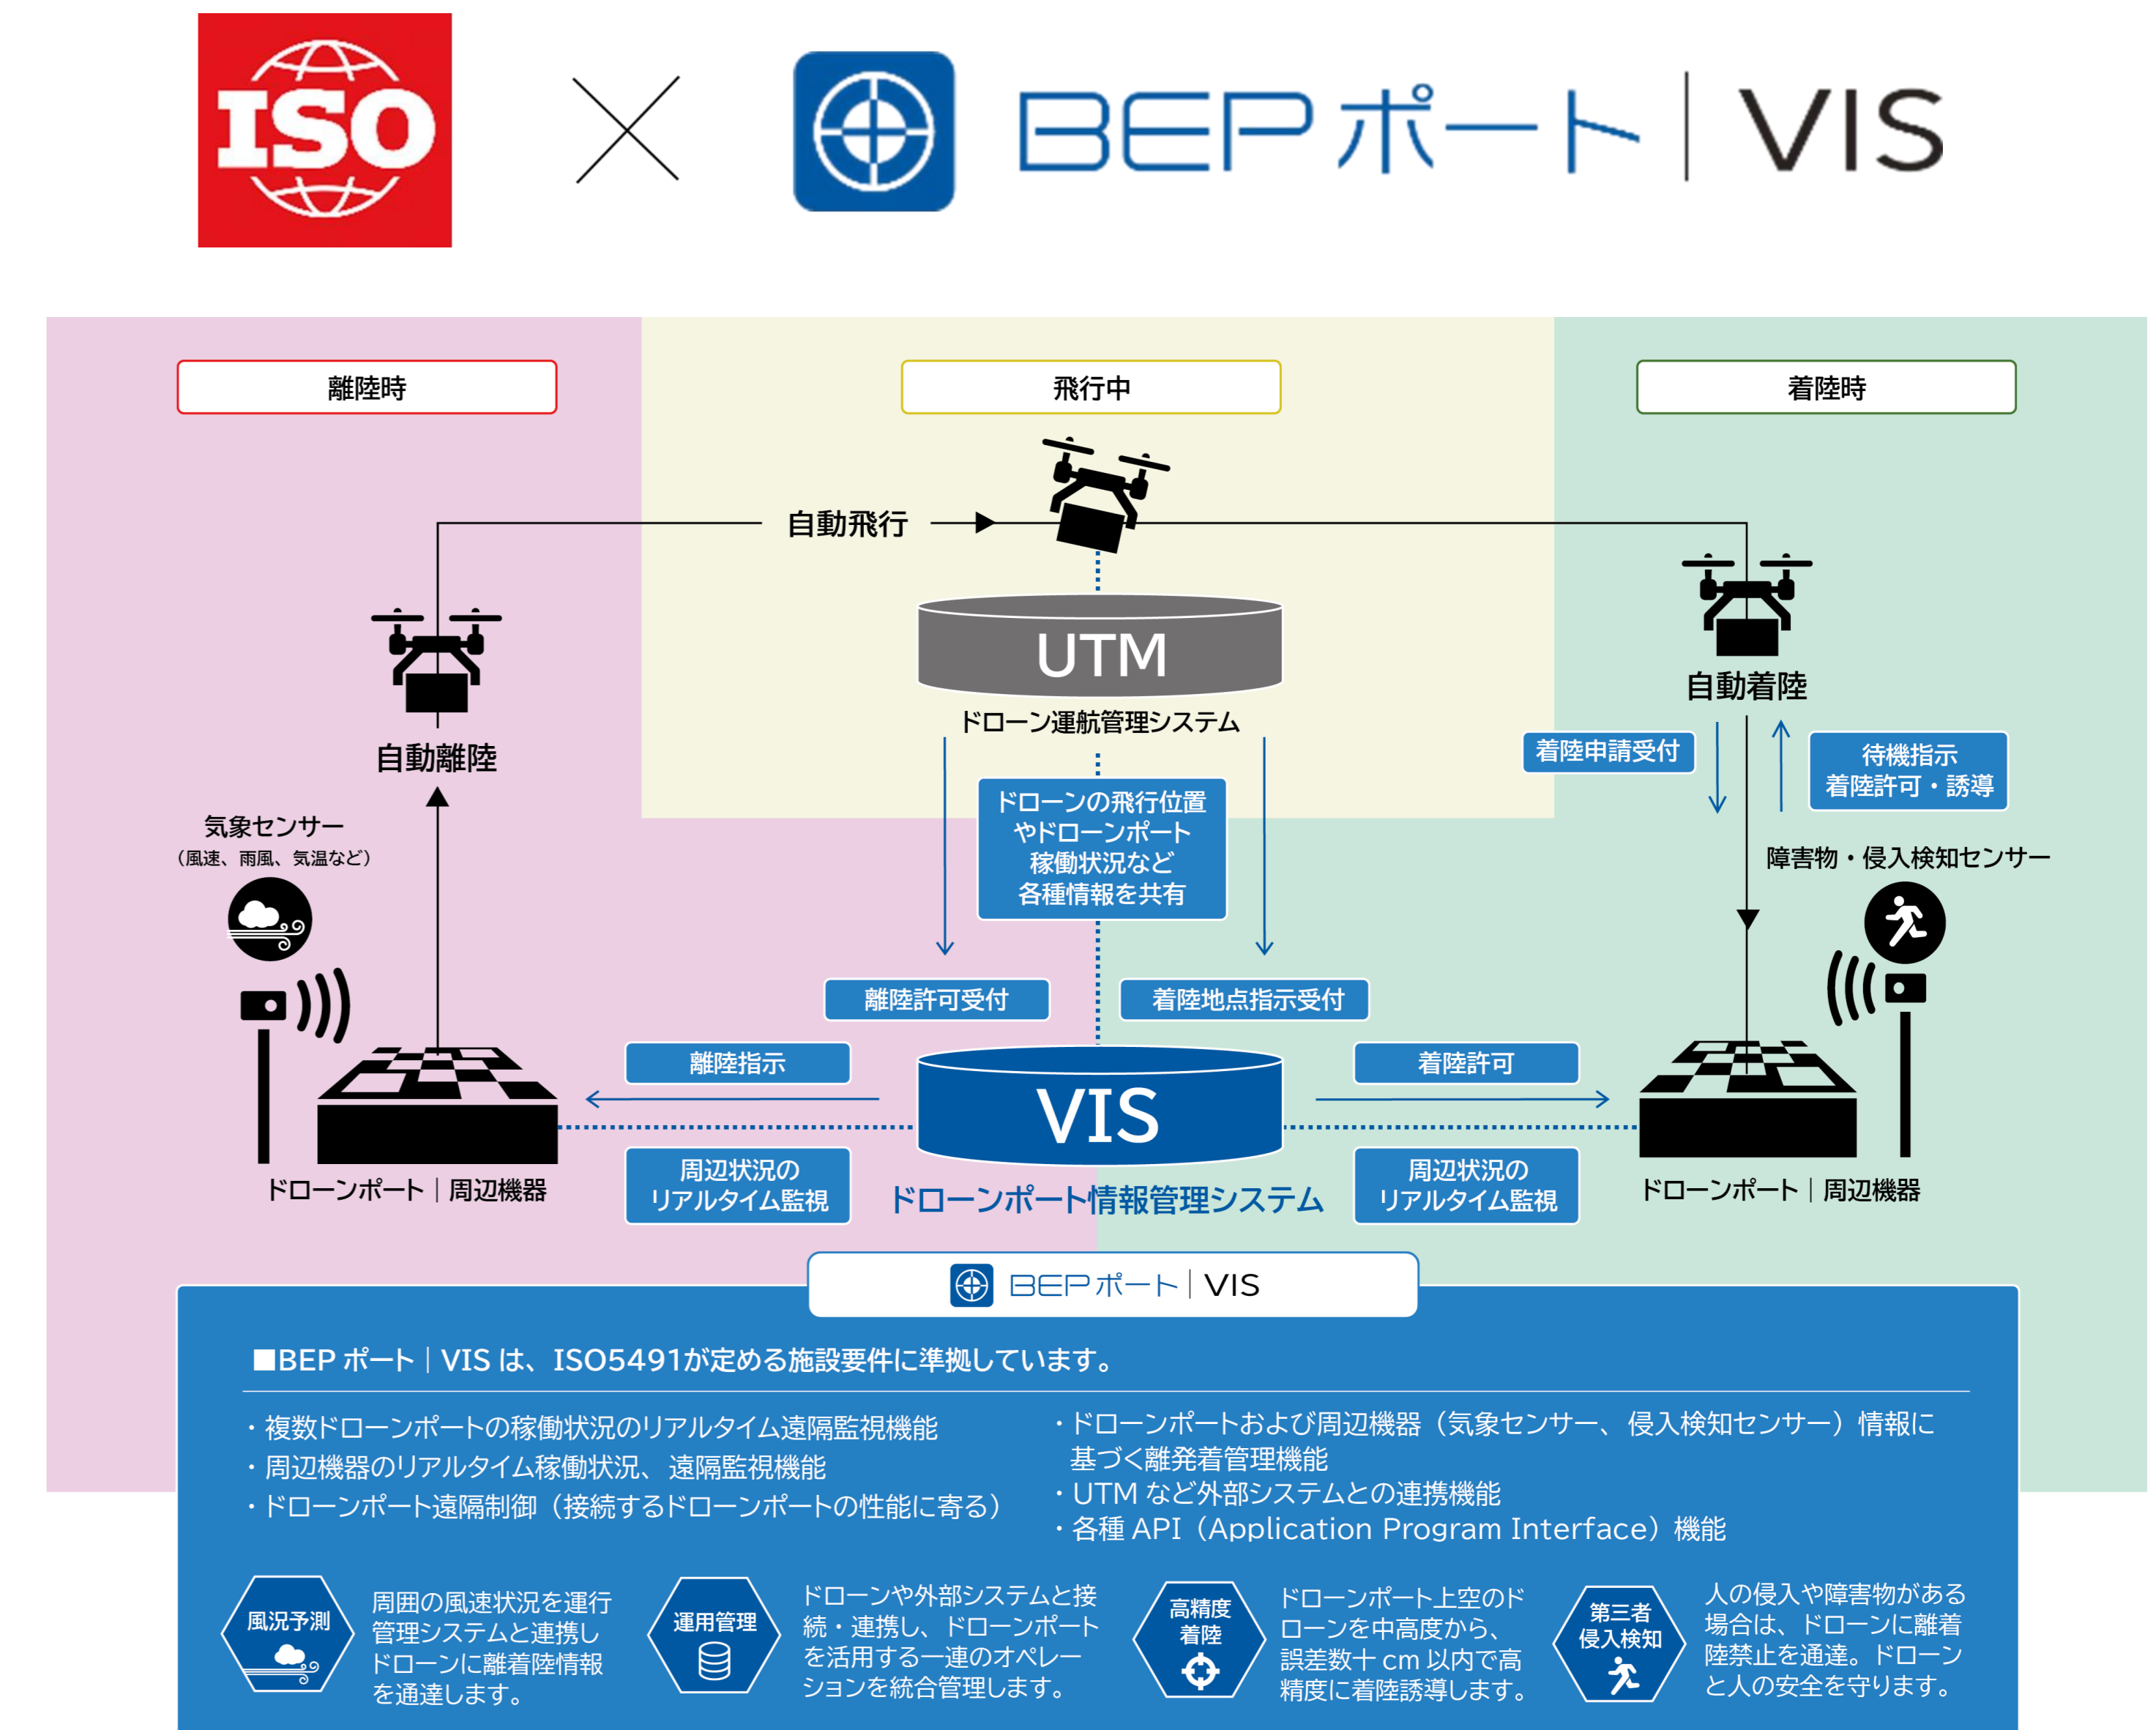 ISO
BEPポート｜VIS
離陸時
飛行中
着陸時
自動飛行
UTM
ドローン運航管理システム
自動離陸
自動着陸
着陸申請受付
待機指示
着陸許可・誘導
ドローンの飛行位置
やドローンポート
稼働状況など
各種情報を共有
気象センサー
（風速、雨風、気温など）
障害物・侵入検知センサー
離陸許可受付
着陸地点指示受付
離陸指示
着陸許可
VIS
ドローンポート情報管理システム
周辺状況の
リアルタイム監視
周辺状況の
リアルタイム監視
ドローンポート｜周辺機器
ドローンポート｜周辺機器
BEPポート｜VIS
■BEP ポート｜VIS は、ISO5491が定める施設要件に準拠しています。
・複数ドローンポートの稼働状況のリアルタイム遠隔監視機能
・周辺機器のリアルタイム稼働状況、遠隔監視機能
・ドローンポート遠隔制御（接続するドローンポートの性能に寄る）
・ドローンポートおよび周辺機器（気象センサー、侵入検知センサー）情報に
基づく離発着管理機能
・UTM など外部システムとの連携機能
・各種 API（Application Program Interface）機能
風況予測
周囲の風速状況を運行
管理システムと連携し
ドローンに離着陸情報
を通達します。
運用管理
ドローンや外部システムと接
続・連携し、ドローンポート
を活用する一連のオペレー
ションを統合管理します。
高精度
着陸
ドローンポート上空のド
ローンを中高度から、
誤差数十 cm 以内で高
精度に着陸誘導します。
第三者
侵入検知
人の侵入や障害物がある
場合は、ドローンに離着
陸禁止を通達。ドローン
と人の安全を守ります。